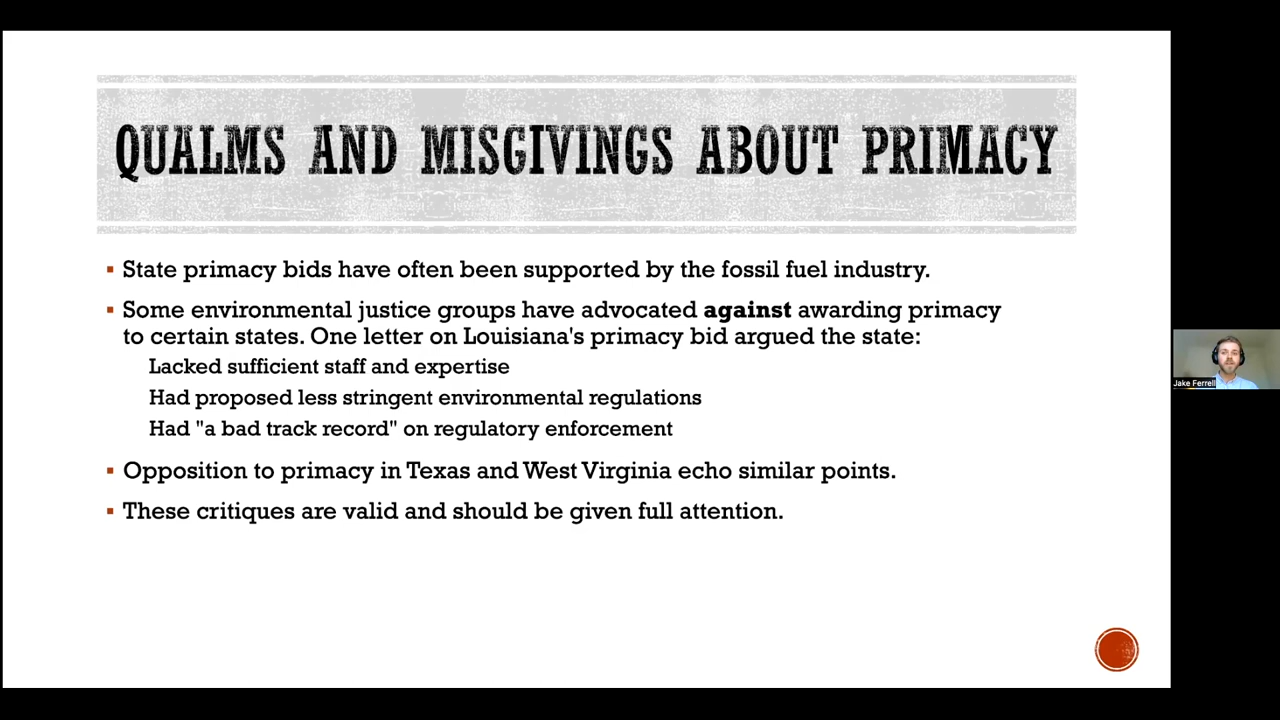 QUALMS AND MISGIVINGS ABOUT PRIMACY
▪ State primacy bids have often been supported by the fossil fuel industry.
▪ Some environmental justice groups have advocated against awarding primacy
to certain states. One letter on Louisiana's primacy bid argued the state:
Lacked sufficient staff and expertise
Had proposed less stringent environmental regulations
Had "a bad track record" on regulatory enforcement
▪ Opposition to primacy in Texas and West Virginia echo similar points.
▪ These critiques are valid and should be given full attention.
Jake Ferrell